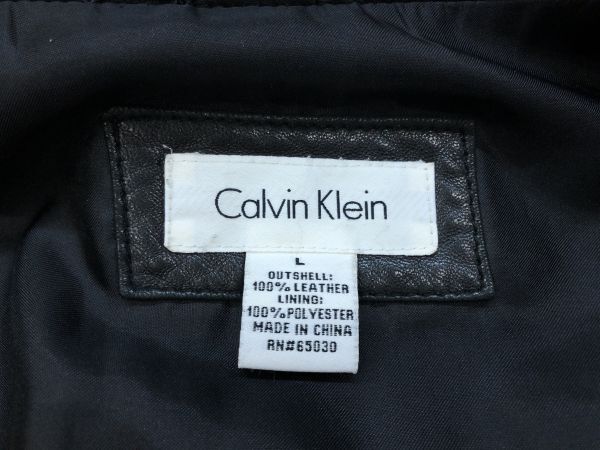 Calvin Klein
L
OUTSHELL:
100% LEATHER
LINING:
100% POLYESTER
MADE IN CHINA
RN#65030